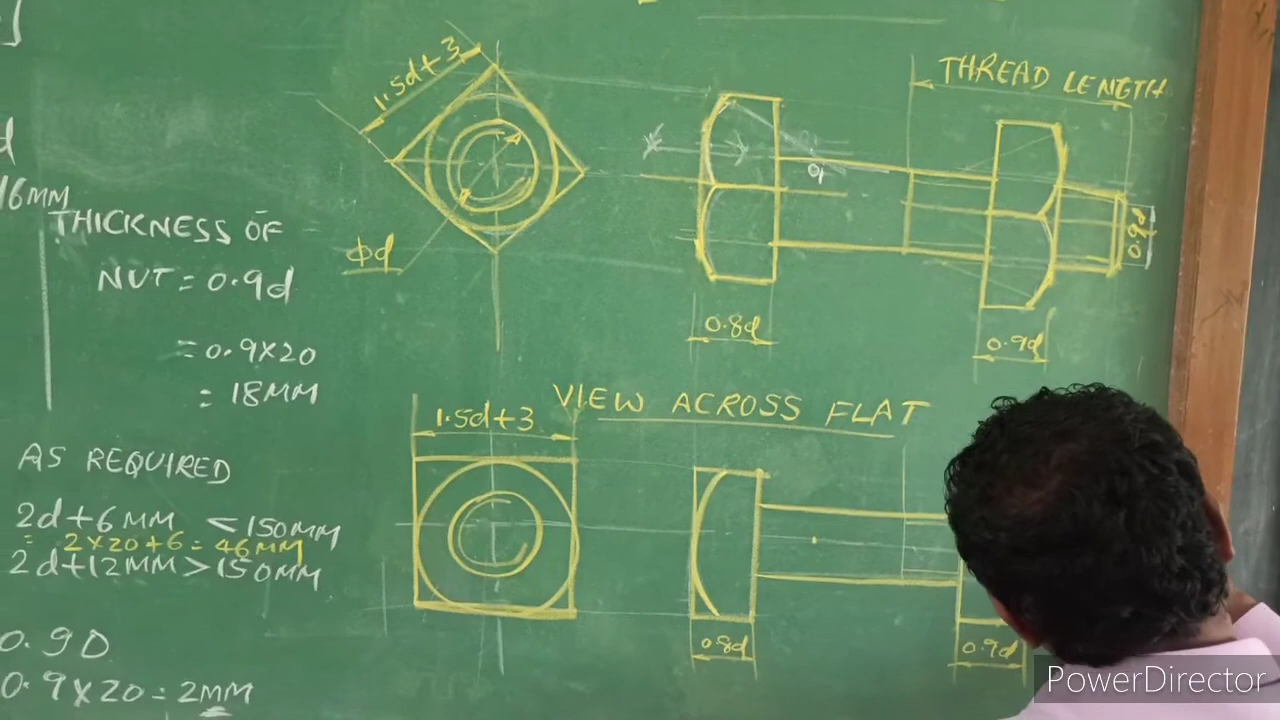 ]
d
16MM
THICKNESS OF
NUT = 0.9d
= 0.9×20
= 18MM
AS REQUIRED
2d+6MM <150MM
= 2×20+6 = 46MM
2d+12MM>150MM
0.9D
0.9×20=2MM
1.5d+3
φd
THREAD LENGTH
0.9d
0.8d
0.9d
VIEW ACROSS FLAT
1.5d+3
0.8d
0.9d
PowerDirector